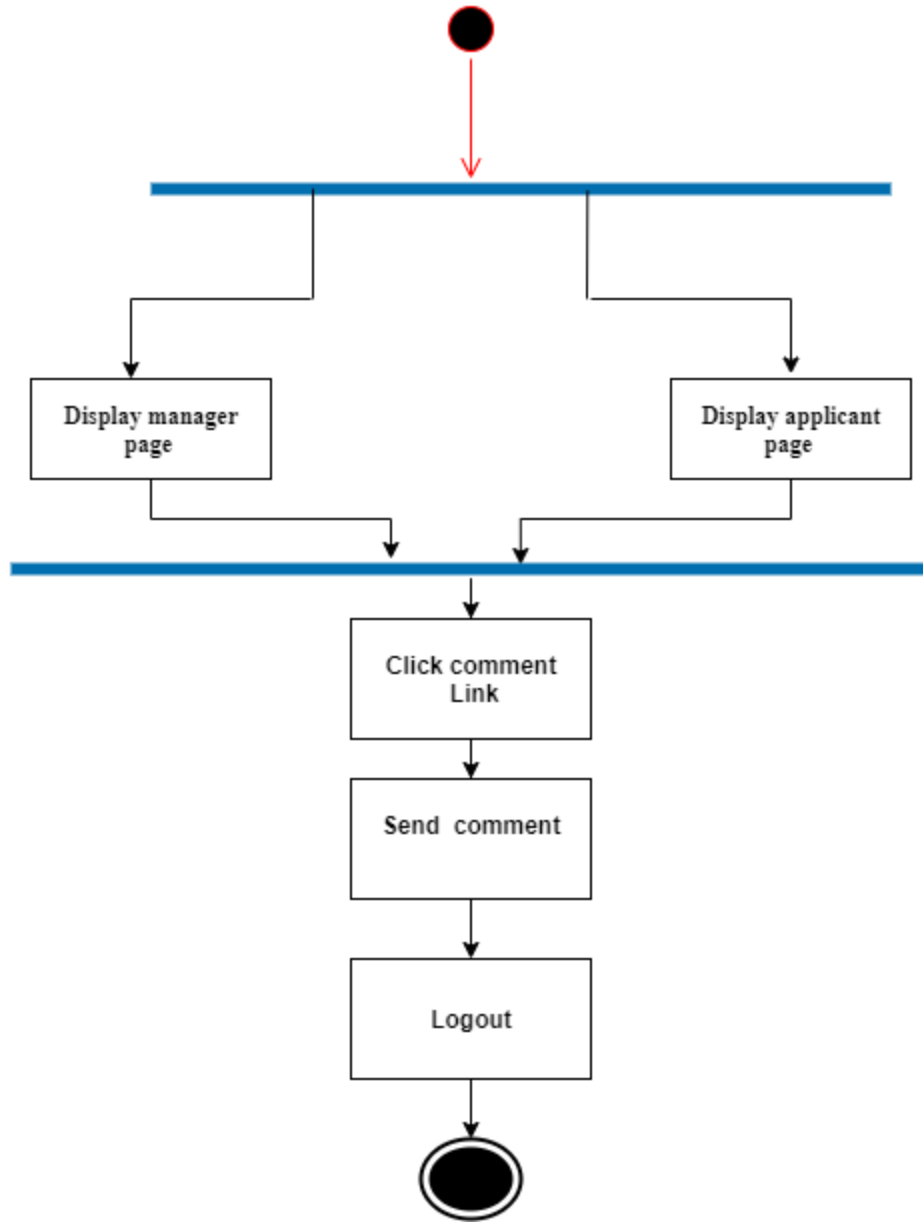 Display manager
page
Display applicant
page
Click comment
Link
Send comment
Logout